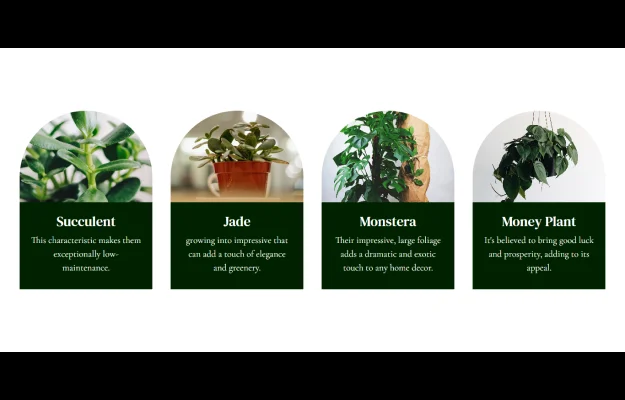 Succulent
This characteristic makes them
exceptionally low-
maintenance.
Jade
growing into impressive that
can add a touch of elegance
and greenery.
Monstera
Their impressive, large foliage
adds a dramatic and exotic
touch to any home decor.
Money Plant
It's believed to bring good luck
and prosperity, adding to its
appeal.